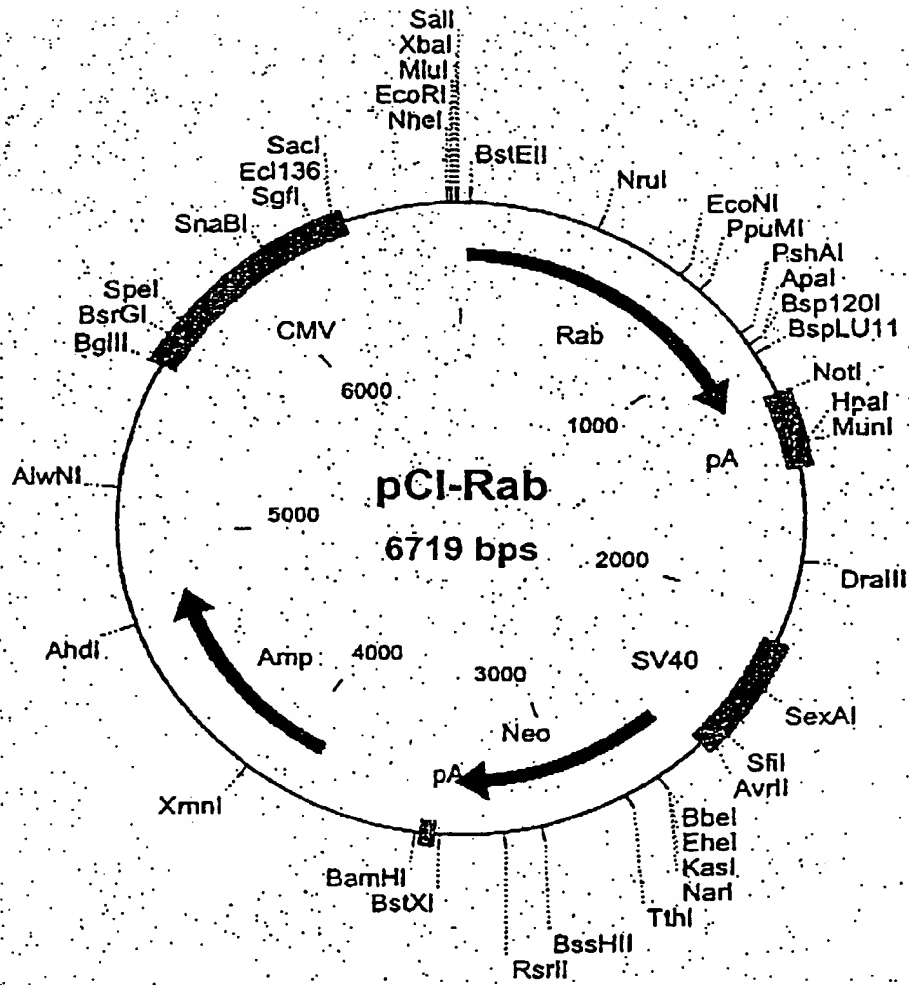 SalI
XbaI
MluI
EcoRI
NheI
SacI
Ecl136
SgfI
SnaBI
SpeI
BsrGI
BglII
BstEII
NruI
EcoNI
PpuMI
PshAI
ApaI
Bsp120I
BspLU11
NotI
HpaI
MunI
CMV
Rab
6000
1000
pA
AlwNI
pCI-Rab
5000
6719 bps
2000
DraIII
AhdI
Amp
4000
3000
SV40
Neo
SexAI
pA
SfiI
AvrII
XmnI
BbeI
EheI
KasI
NarI
BamHI
BstXI
TthI
BssHII
RsrII